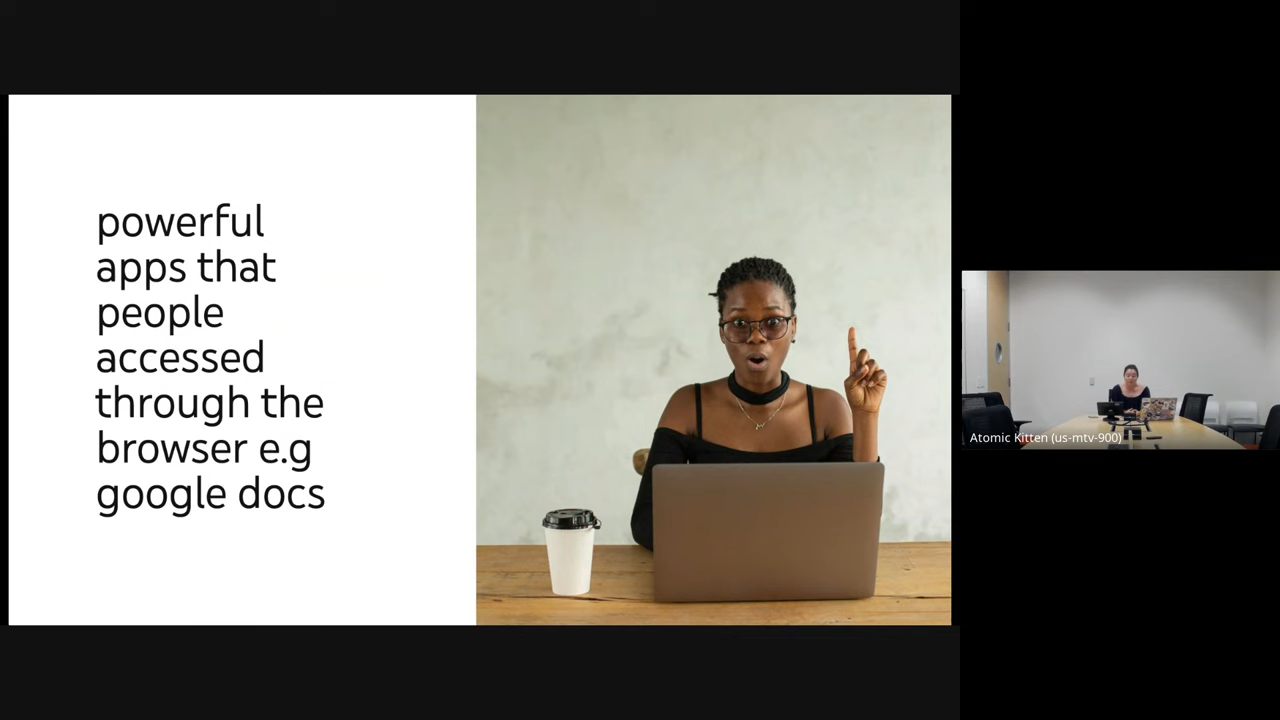 powerful
apps that
people
accessed
through the
browser e.g
google docs
Atomic Kitten (us-mtv-900)